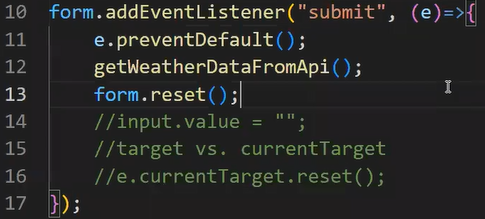 10 form.addEventListener("submit", (e)=>{
11 e.preventDefault();
12 getWeatherDataFromApi();
13 form.reset();
14 //input.value = "";
15 //target vs. currentTarget
16 //e.currentTarget.reset();
17 });